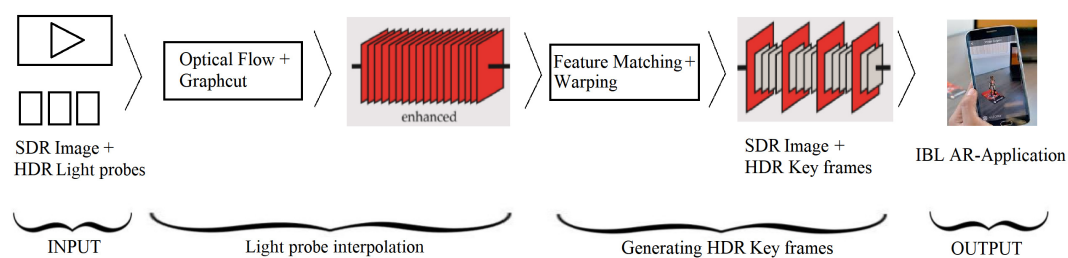 SDR Image +
HDR Light probes
Optical Flow +
Graphcut
enhanced
Feature Matching +
Warping
SDR Image +
HDR Key frames
IBL AR-Application
INPUT
Light probe interpolation
Generating HDR Key frames
OUTPUT